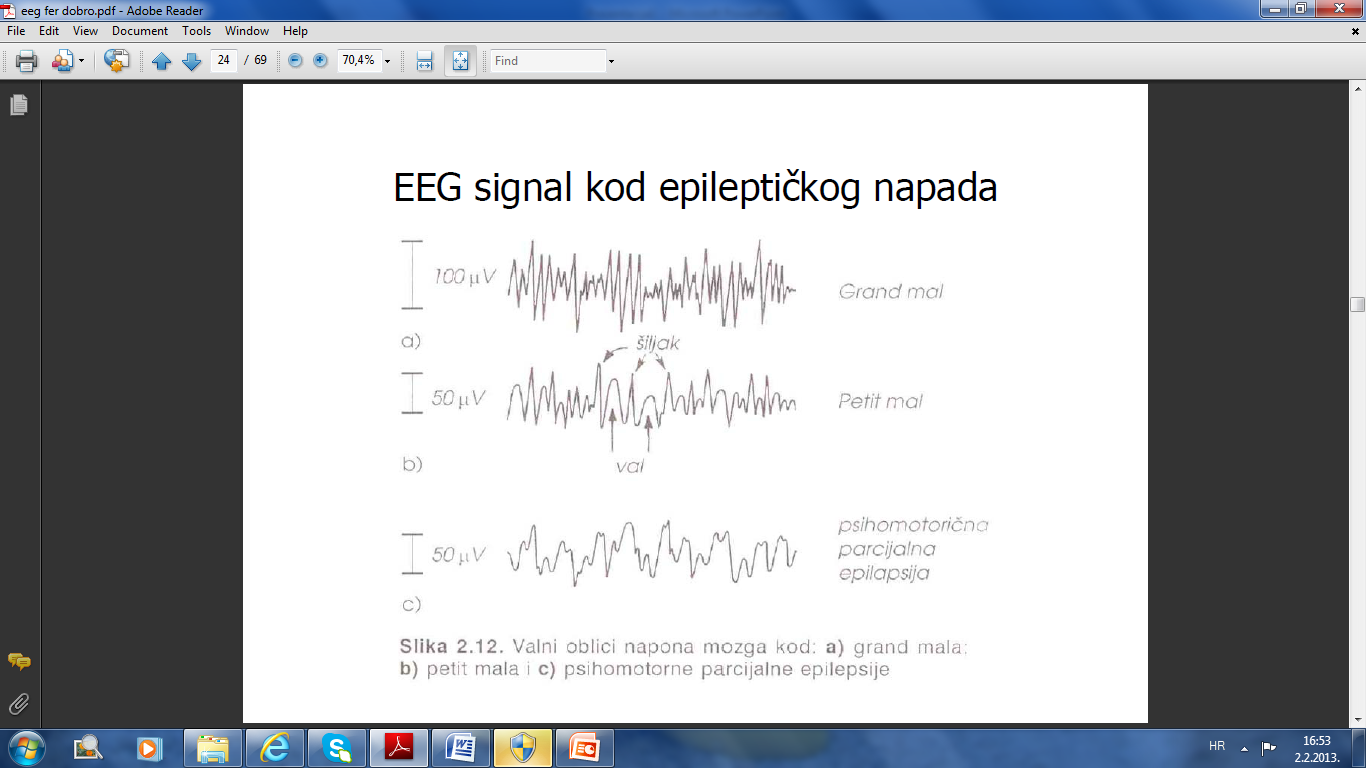 eeg fer dobro.pdf - Adobe Reader
File Edit View Document Tools Window Help
24 / 69 70,4% Find
EEG signal kod epileptičkog napada
100 µV
Grand mal
a)
šiljak
50 µV
Petit mal
b)
val
50 µV
psihomotorična
parcijalna
epilapsija
c)
Slika 2.12. Valni oblici napona mozga kod: a) grand mala;
b) petit mala i c) psihomotorne parcijalne epilepsije
HR
16:53
2.2.2013.